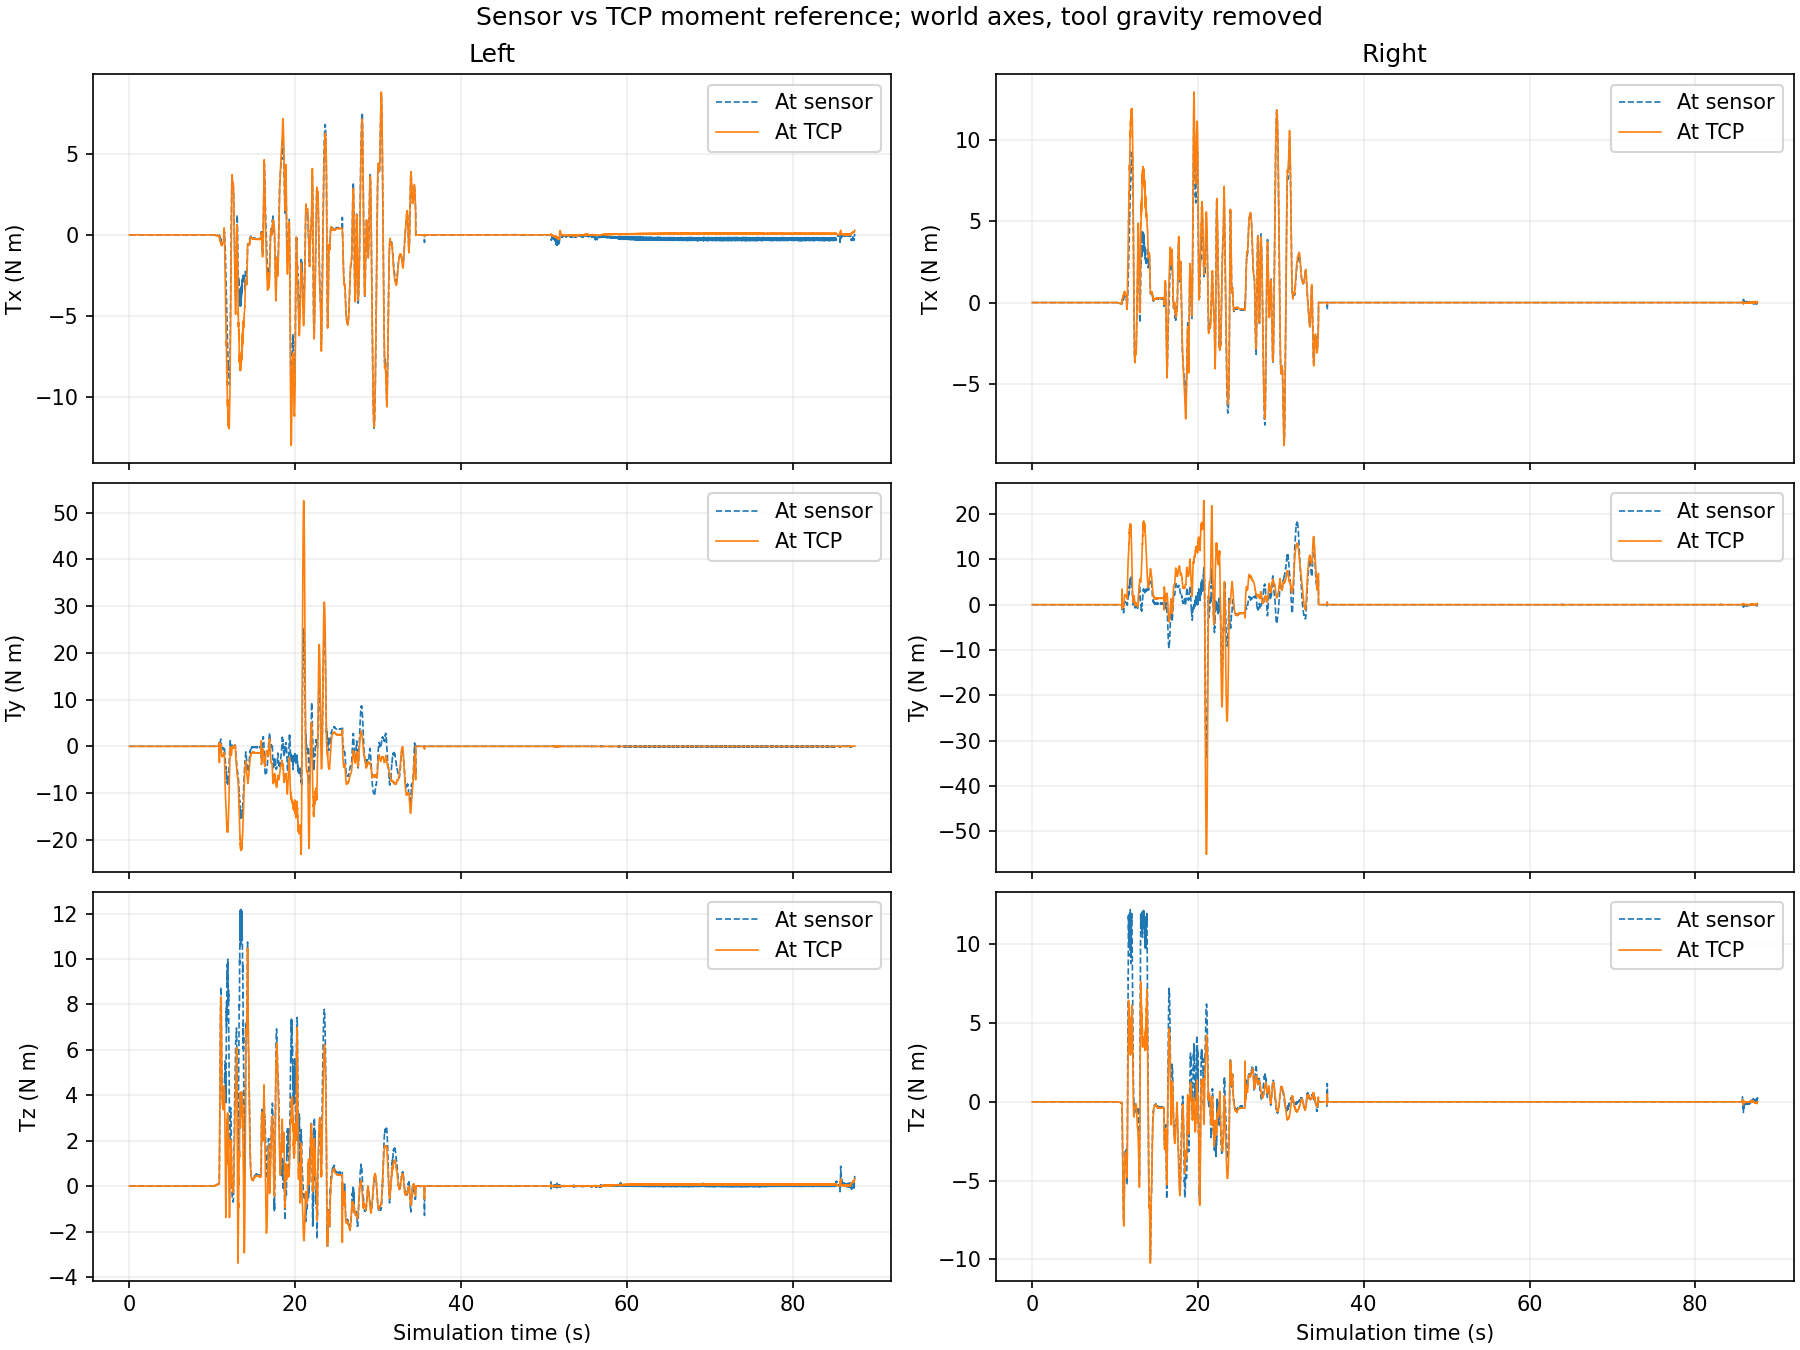 Sensor vs TCP moment reference; world axes, tool gravity removed
Left
Right
Tx (N m)
5
0
−5
−10
At sensor
At TCP
Tx (N m)
10
5
0
−5
At sensor
At TCP
Ty (N m)
50
40
30
20
10
0
−10
−20
At sensor
At TCP
Ty (N m)
20
10
0
−10
−20
−30
−40
−50
At sensor
At TCP
Tz (N m)
12
10
8
6
4
2
0
−2
−4
At sensor
At TCP
0 20 40 60 80
Simulation time (s)
Tz (N m)
10
5
0
−5
−10
At sensor
At TCP
0 20 40 60 80
Simulation time (s)